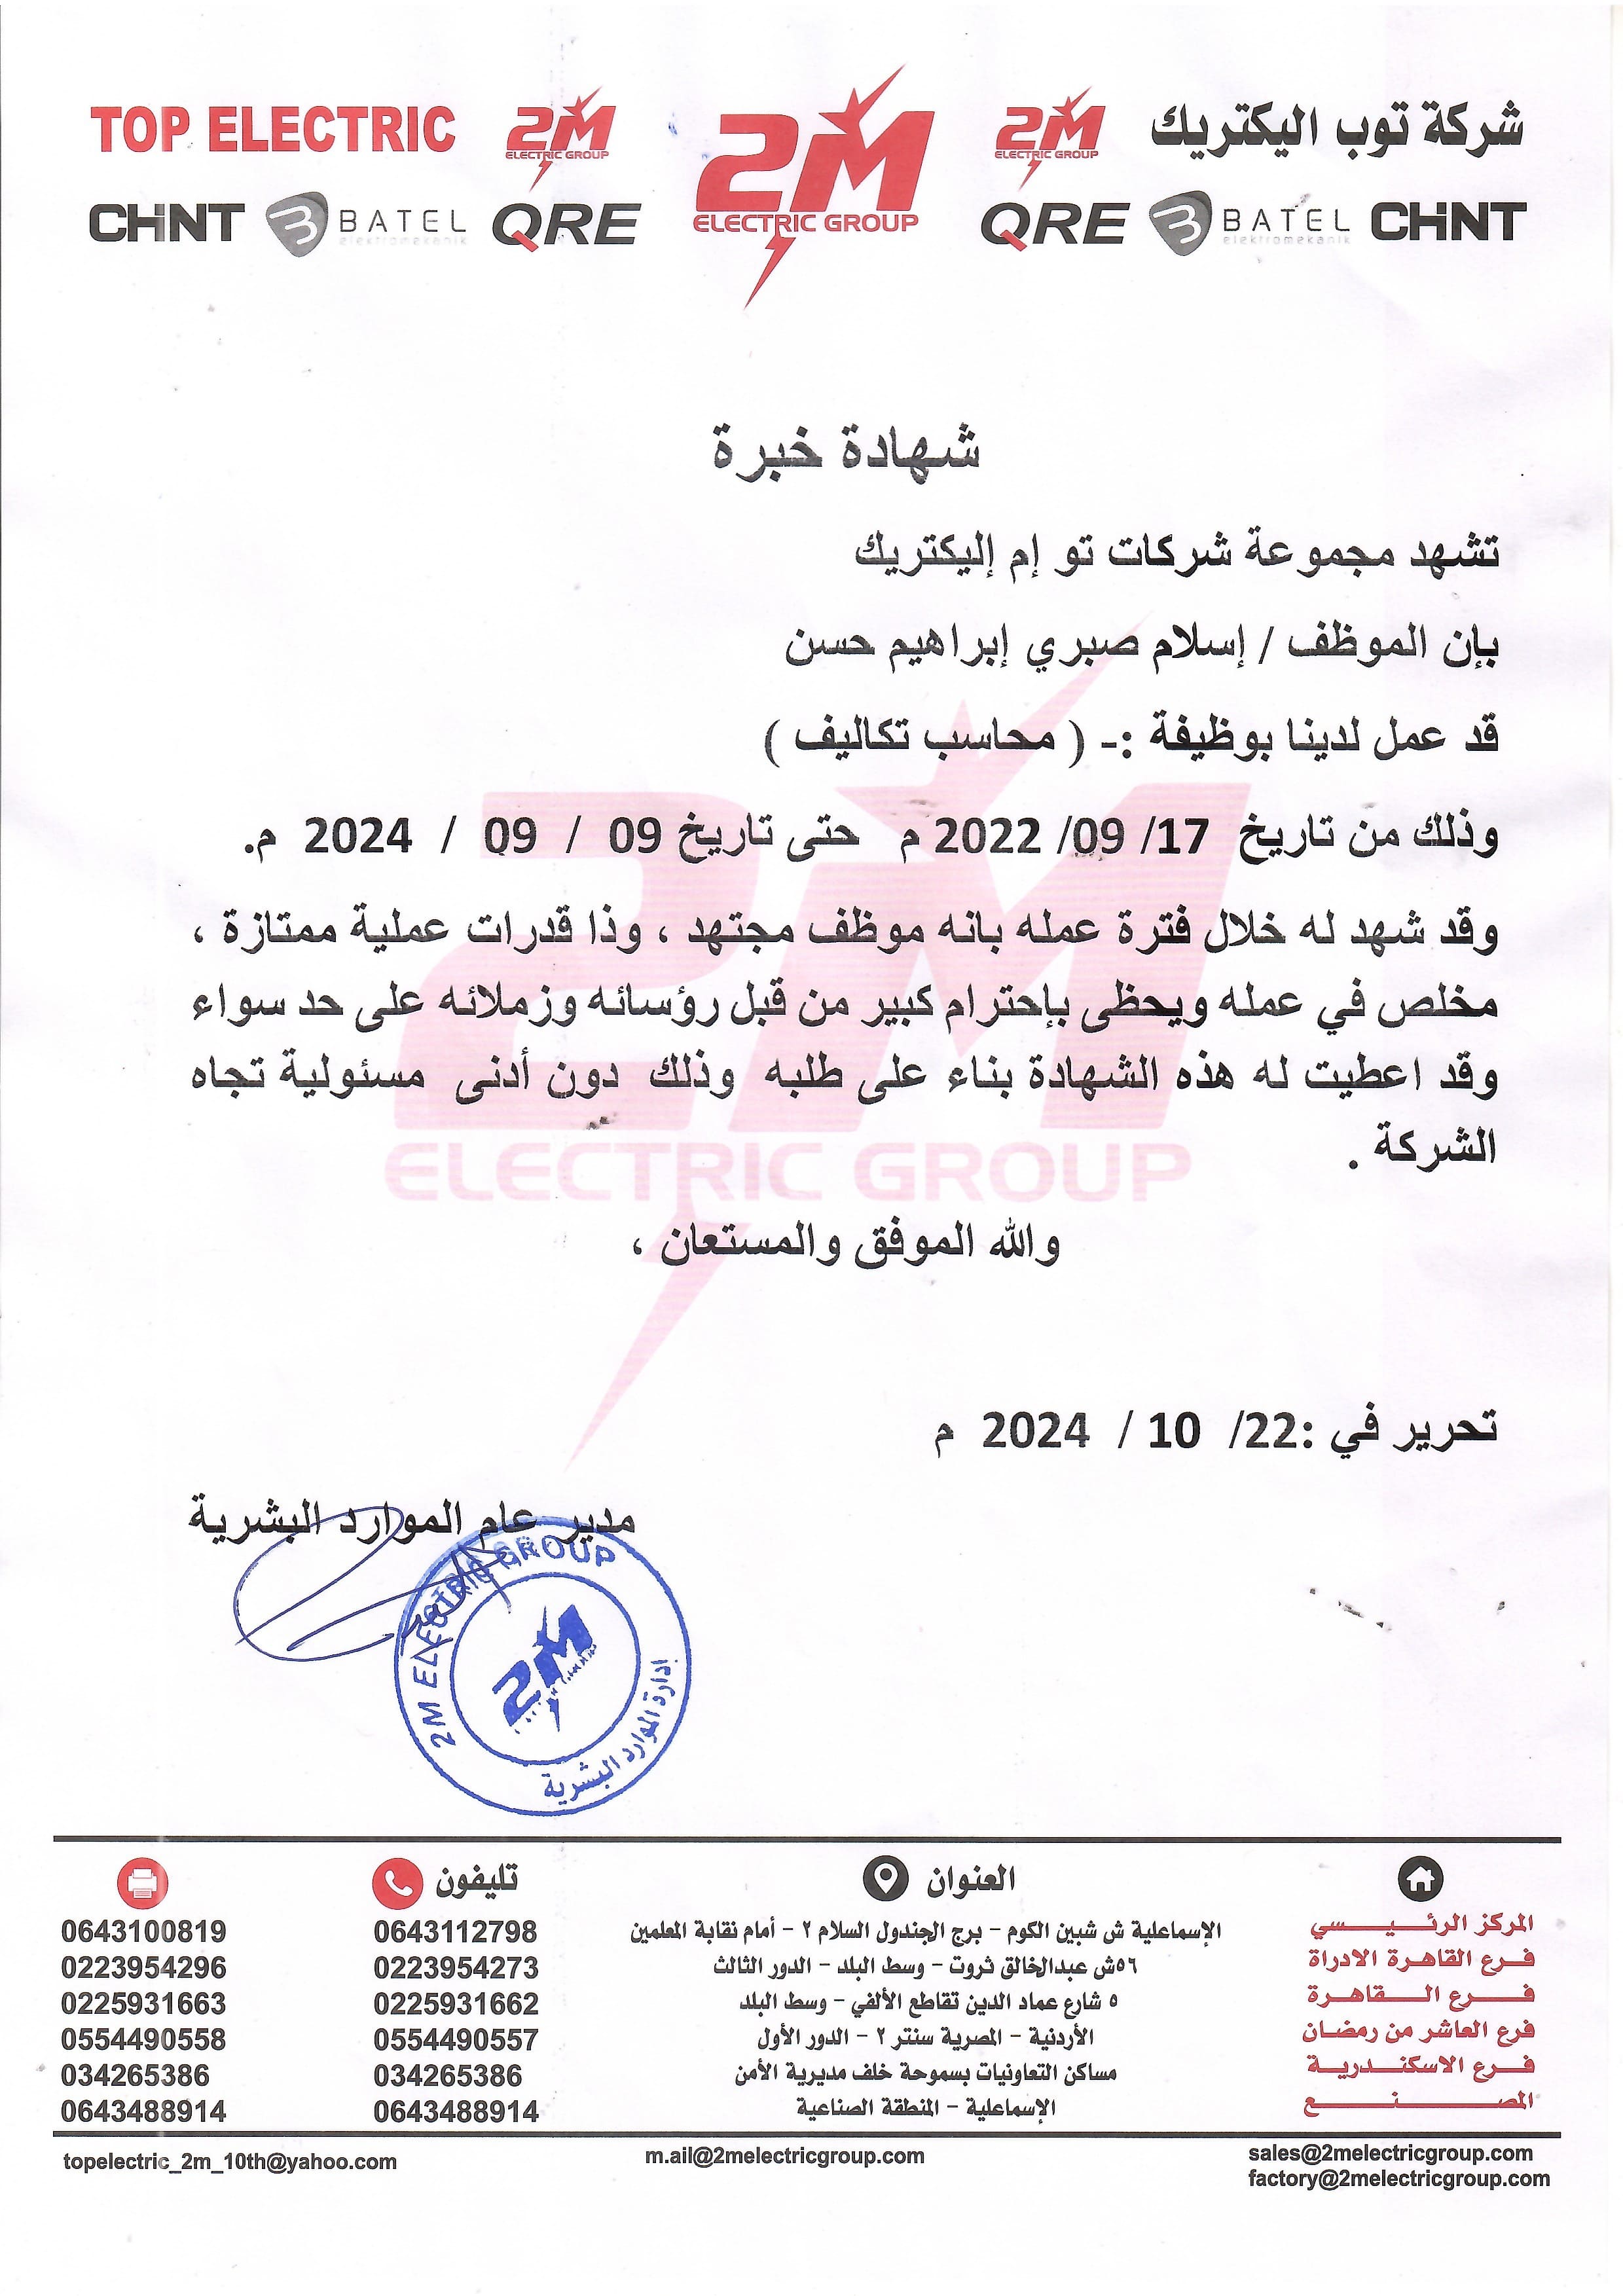 TOP ELECTRIC
2M ELECTRIC GROUP
2M ELECTRIC GROUP
2M ELECTRIC GROUP
شركة توب اليكتريك
CHINT BATEL elektromekanik QRE
QRE BATEL elektromekanik CHINT
شهادة خبرة
تشهد مجموعة شركات تو إم إليكتريك
بإن الموظف / إسلام صبري إبراهيم حسن
قد عمل لدينا بوظيفة :- ( محاسب تكاليف )
وذلك من تاريخ 17/ 09/ 2022 م حتى تاريخ 09 / 09 / 2024 م.
وقد شهد له خلال فترة عمله بانه موظف مجتهد ، وذا قدرات عملية ممتازة ،
مخلص في عمله ويحظى بإحترام كبير من قبل رؤسائه وزملائه على حد سواء
وقد اعطيت له هذه الشهادة بناء على طلبه وذلك دون أدنى مسئولية تجاه
الشركة .
والله الموفق والمستعان ،
2M
ELECTRIC GROUP
تحرير في :22/ 10 / 2024 م
مدير عام الموارد البشرية
2M ELECTRIC GROUP
2M
إدارة الموارد البشرية
العنوان تليفون
المركز الرئيسي الإسماعلية ش شبين الكوم - برج الجندول السلام ٢ - أمام نقابة المعلمين 0643112798 0643100819
فرع القاهرة الادراة ٥٦ش عبدالخالق ثروت - وسط البلد - الدور الثالث 0223954273 0223954296
فرع القاهرة ٥ شارع عماد الدين تقاطع الألفي - وسط البلد 0225931662 0225931663
فرع العاشر من رمضان الأردنية - المصرية سنتر ٢ - الدور الأول 0554490557 0554490558
فرع الاسكندرية مساكن التعاونيات بسموحة خلف مديرية الأمن 034265386 034265386
المصنع الإسماعلية - المنطقة الصناعية 0643488914 0643488914
topelectric_2m_10th@yahoo.com m.ail@2melectricgroup.com sales@2melectricgroup.com
factory@2melectricgroup.com